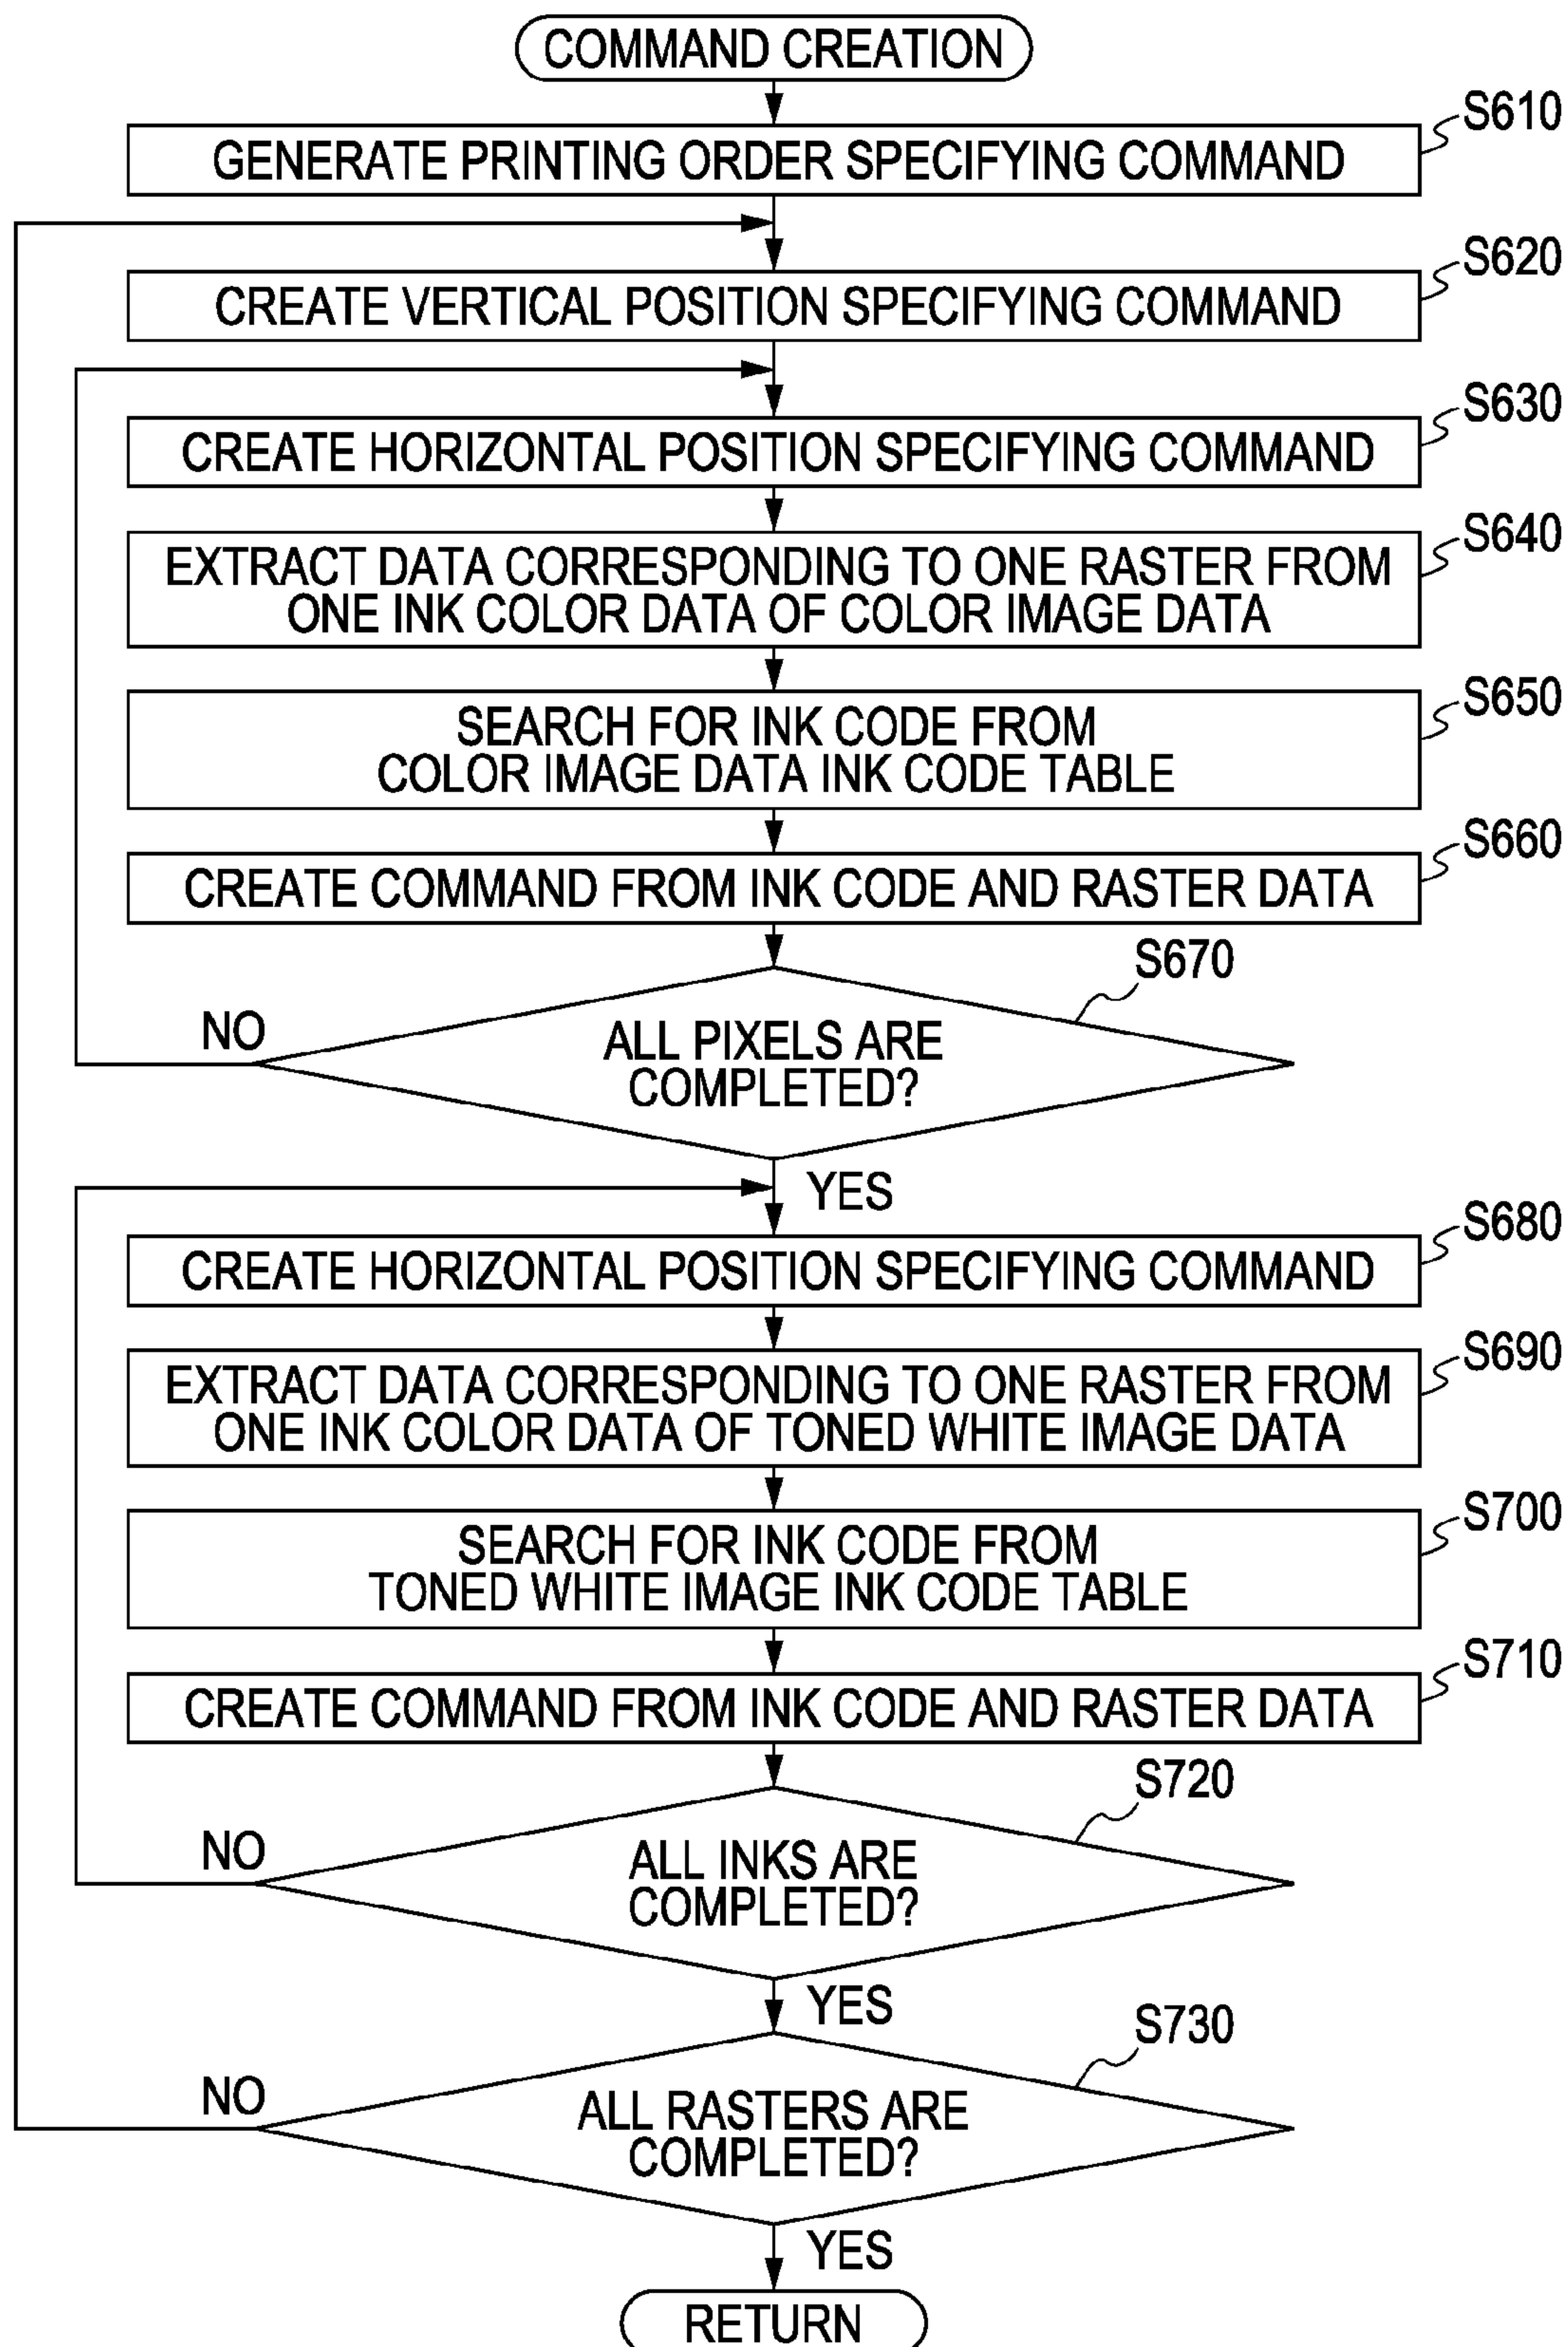 COMMAND CREATION
S610
GENERATE PRINTING ORDER SPECIFYING COMMAND
S620
CREATE VERTICAL POSITION SPECIFYING COMMAND
S630
CREATE HORIZONTAL POSITION SPECIFYING COMMAND
S640
EXTRACT DATA CORRESPONDING TO ONE RASTER FROM
ONE INK COLOR DATA OF COLOR IMAGE DATA
S650
SEARCH FOR INK CODE FROM
COLOR IMAGE DATA INK CODE TABLE
S660
CREATE COMMAND FROM INK CODE AND RASTER DATA
S670
NO
ALL PIXELS ARE
COMPLETED?
YES
S680
CREATE HORIZONTAL POSITION SPECIFYING COMMAND
S690
EXTRACT DATA CORRESPONDING TO ONE RASTER FROM
ONE INK COLOR DATA OF TONED WHITE IMAGE DATA
S700
SEARCH FOR INK CODE FROM
TONED WHITE IMAGE INK CODE TABLE
S710
CREATE COMMAND FROM INK CODE AND RASTER DATA
S720
NO
ALL INKS ARE
COMPLETED?
YES
S730
NO
ALL RASTERS ARE
COMPLETED?
YES
RETURN